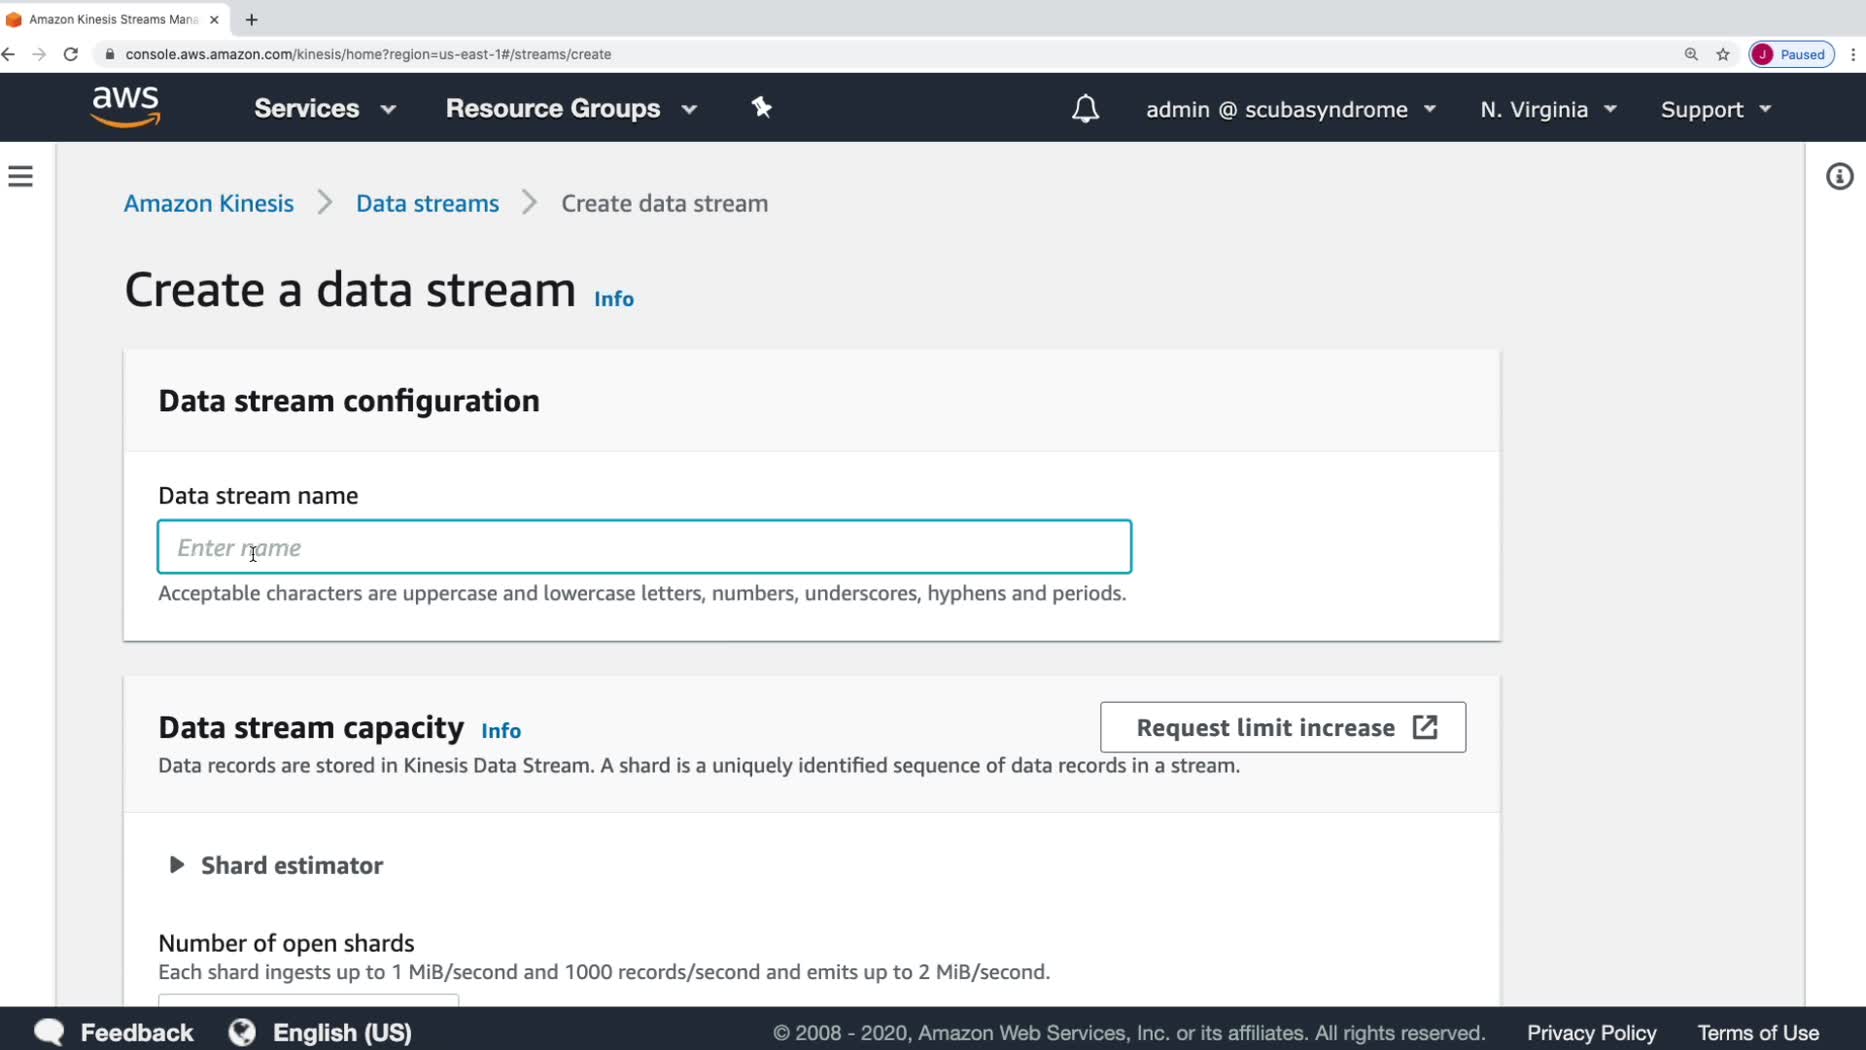 Amazon Kinesis Streams Mana
console.aws.amazon.com/kinesis/home?region=us-east-1#/streams/create
J Paused
aws Services Resource Groups admin @ scubasyndrome N. Virginia Support
Amazon Kinesis Data streams Create data stream
Create a data stream Info
Data stream configuration
Data stream name
Enter name
Acceptable characters are uppercase and lowercase letters, numbers, underscores, hyphens and periods.
Data stream capacity Info
Request limit increase
Data records are stored in Kinesis Data Stream. A shard is a uniquely identified sequence of data records in a stream.
Shard estimator
Number of open shards
Each shard ingests up to 1 MiB/second and 1000 records/second and emits up to 2 MiB/second.
Feedback English (US) © 2008 - 2020, Amazon Web Services, Inc. or its affiliates. All rights reserved. Privacy Policy Terms of Use